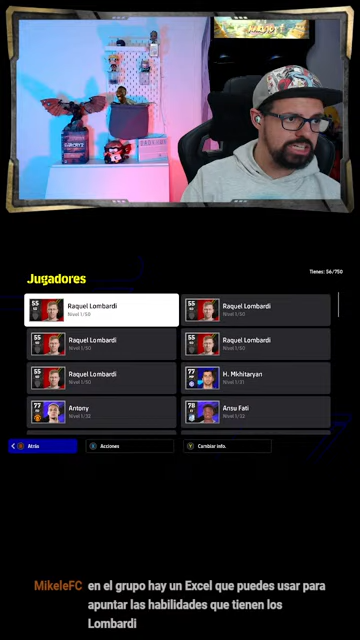 Jugadores
Tienes: 56/750
55
Raquel Lombardi
Nivel 1/50
55
Raquel Lombardi
Nivel 1/50
55
Raquel Lombardi
Nivel 1/50
55
Raquel Lombardi
Nivel 1/50
55
Raquel Lombardi
Nivel 1/50
77
H. Mkhitaryan
Nivel 1/31
77
Antony
Nivel 1/32
78
Ansu Fati
Atrás
Acciones
Cambiar info.
MikeleFC en el grupo hay un Excel que puedes usar para
apuntar las habilidades que tienen los
Lombardi